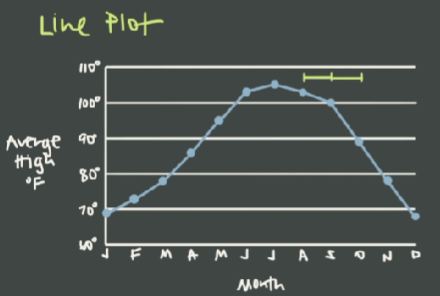 Line Plot
110°
100°
90
80°
70°
60°
Average
High
°F
J F M A M J J A S O N D
Month